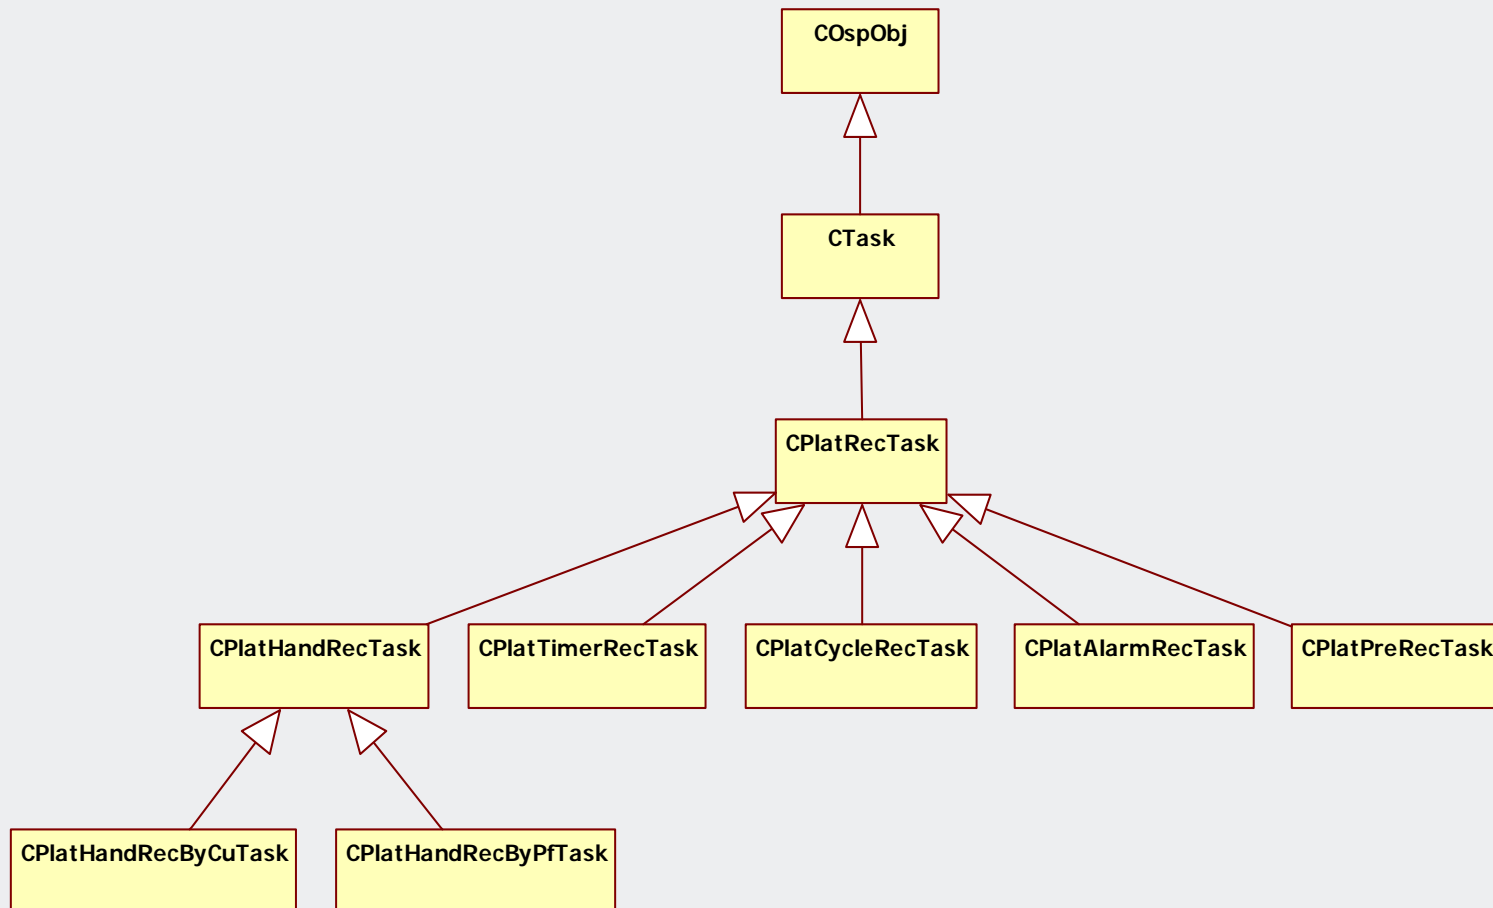 COspObj
CTask
CPlatRecTask
CPlatHandRecTask
CPlatTimerRecTask
CPlatCycleRecTask
CPlatAlarmRecTask
CPlatPreRecTask
CPlatHandRecByCuTask
CPlatHandRecByPfTask